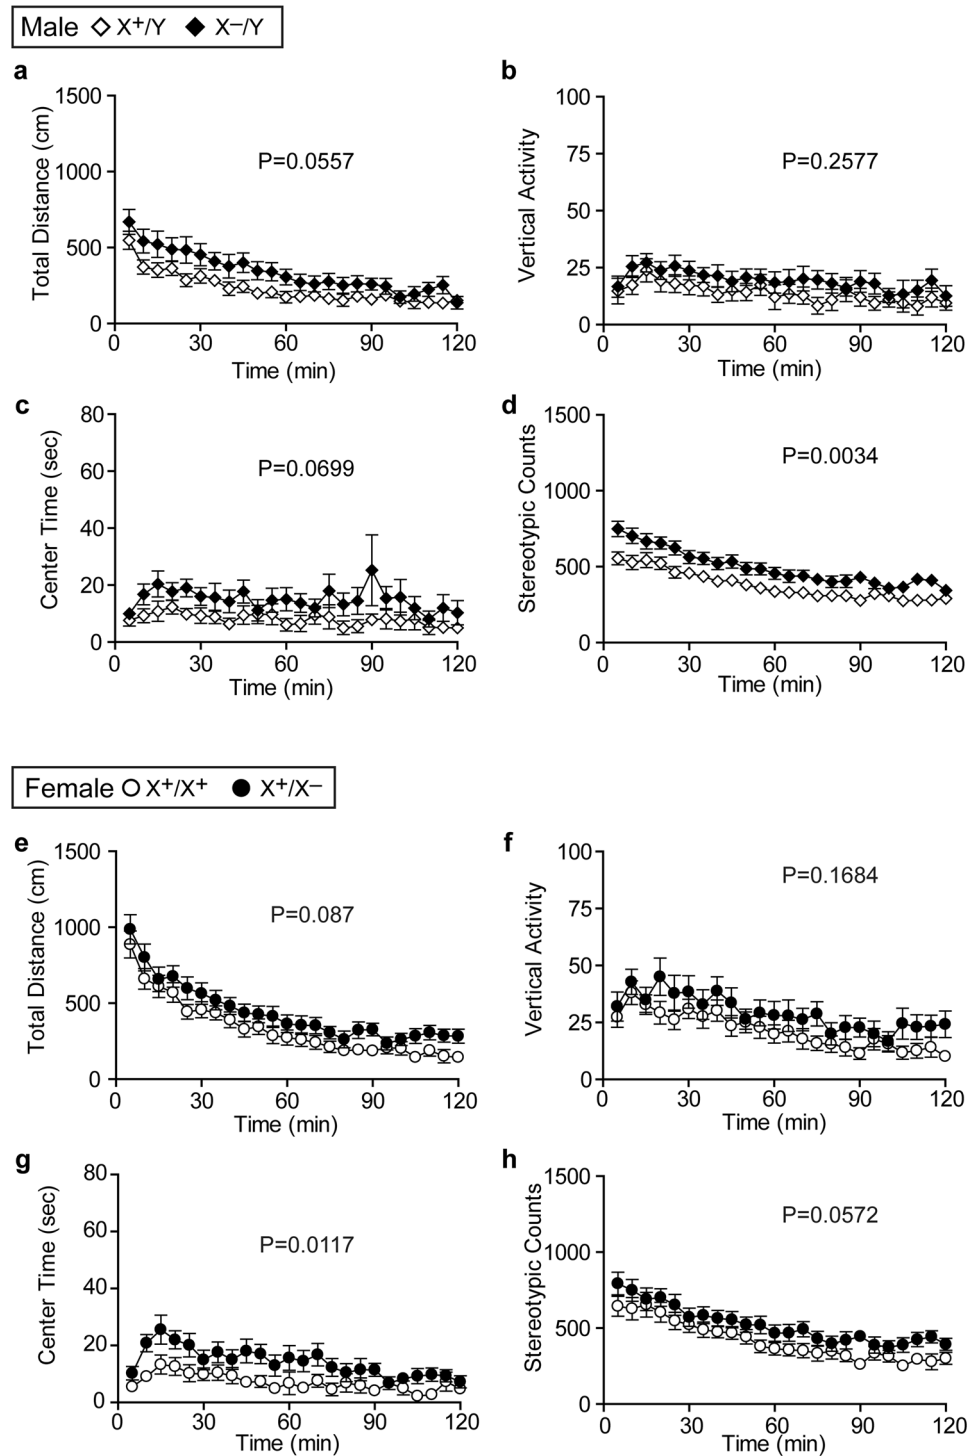 Male ◇ X+/Y ◆ X–/Y
a
1500
1000
500
0
Total Distance (cm)
P=0.0557
0 30 60 90 120
Time (min)
b
100
75
50
25
0
Vertical Activity
P=0.2577
0 30 60 90 120
Time (min)
c
80
60
40
20
0
Center Time (sec)
P=0.0699
0 30 60 90 120
Time (min)
d
1500
1000
500
0
Stereotypic Counts
P=0.0034
0 30 60 90 120
Time (min)
Female ○ X+/X+ ● X+/X–
e
1500
1000
500
0
Total Distance (cm)
P=0.087
0 30 60 90 120
Time (min)
f
100
75
50
25
0
Vertical Activity
P=0.1684
0 30 60 90 120
Time (min)
g
80
60
40
20
0
Center Time (sec)
P=0.0117
0 30 60 90 120
Time (min)
h
1500
1000
500
0
Stereotypic Counts
P=0.0572
0 30 60 90 120
Time (min)